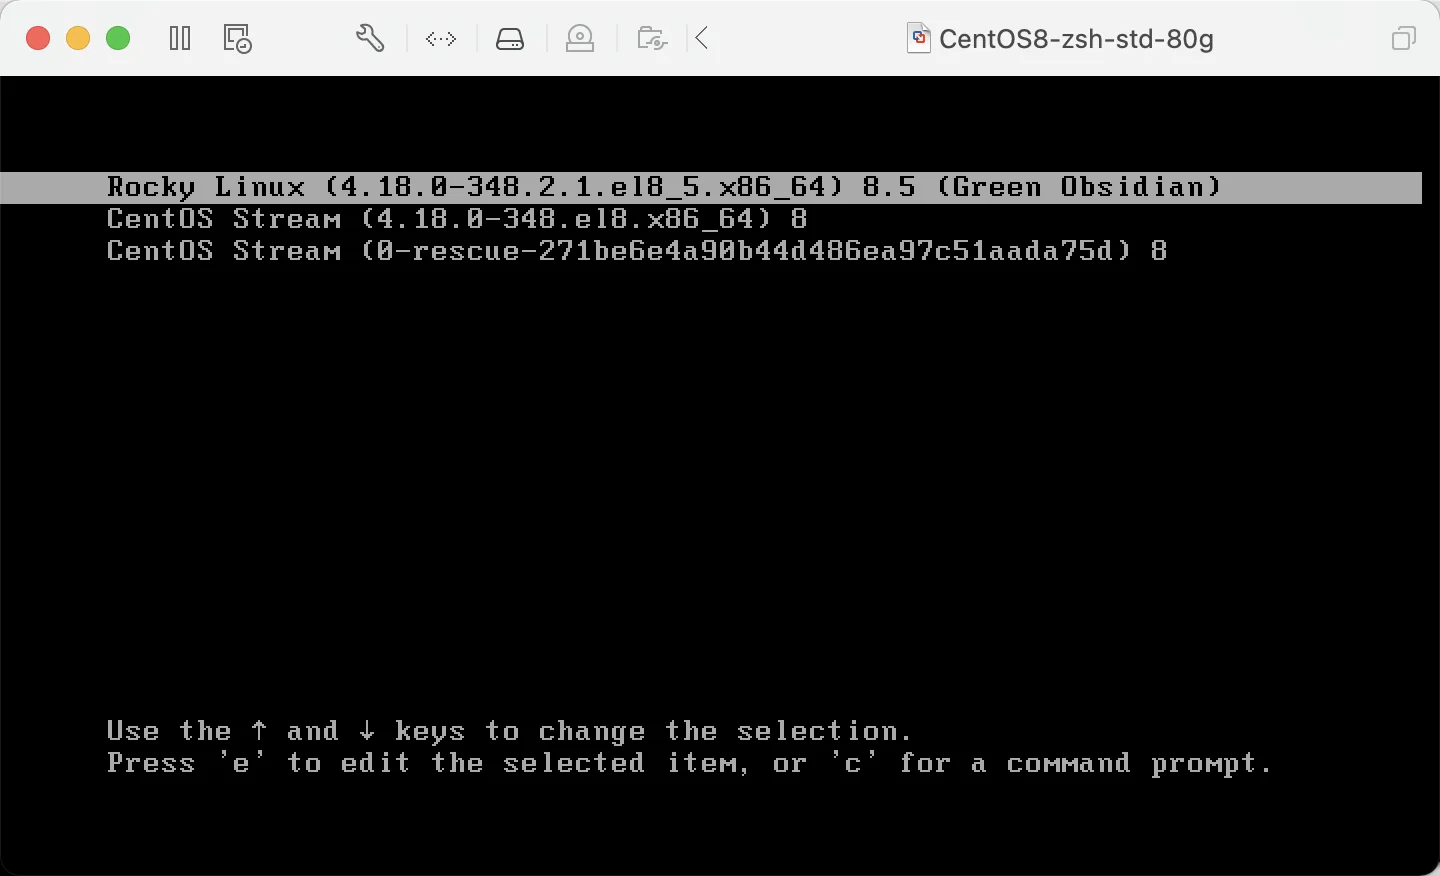 CentOS8-zsh-std-80g
Rocky Linux (4.18.0-348.2.1.el8_5.x86_64) 8.5 (Green Obsidian)
CentOS Stream (4.18.0-348.el8.x86_64) 8
CentOS Stream (0-rescue-271be6e4a90b44d486ea97c51aada75d) 8
Use the ↑ and ↓ keys to change the selection.
Press 'e' to edit the selected item, or 'c' for a command prompt.